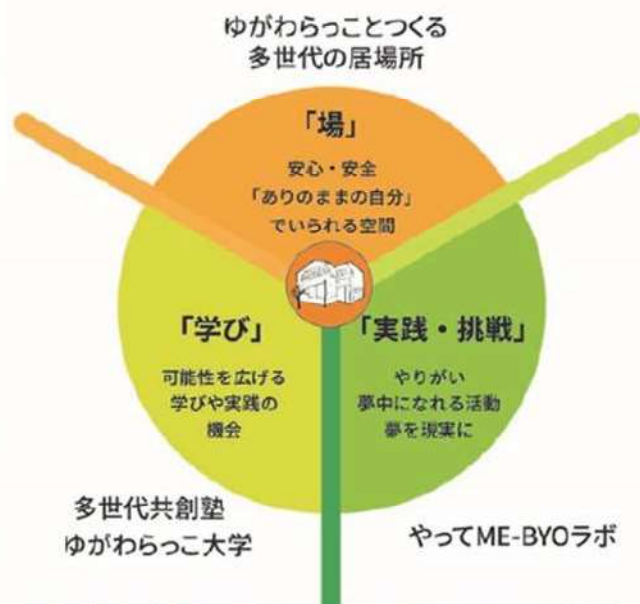 ゆがわらっことつくる
多世代の居場所
「場」
安心・安全
「ありのままの自分」
でいられる空間
「学び」
可能性を広げる
学びや実践の
機会
「実践・挑戦」
やりがい
夢中になれる活動
夢を現実に
多世代共創塾
ゆがわらっこ大学
やってME-BYOラボ